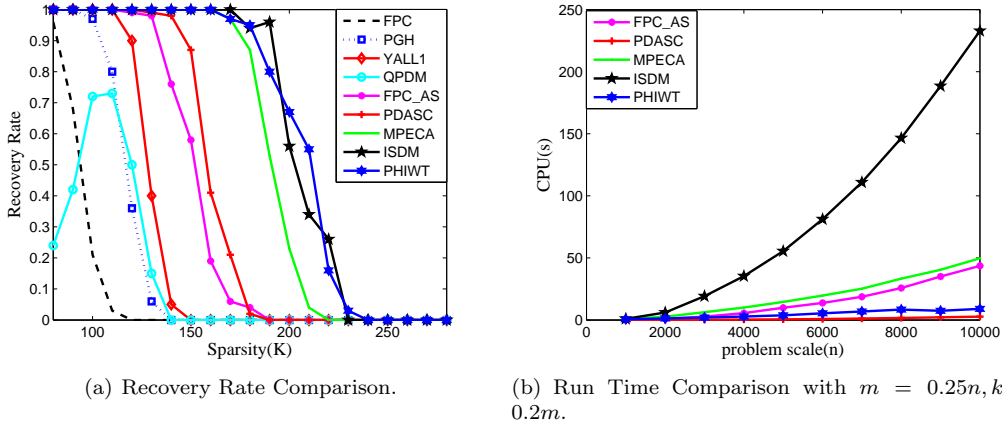 1
0.9
0.8
0.7
0.6
0.5
0.4
0.3
0.2
0.1
0
Recovery Rate
100
150
200
250
Sparsity(K)
FPC
PGH
YALL1
QPDM
FPC_AS
PDASC
MPECA
ISDM
PHIWT
(a) Recovery Rate Comparison.
250
200
150
100
50
0
CPU(s)
0
2000
4000
6000
8000
10000
problem scale(n)
FPC_AS
PDASC
MPECA
ISDM
PHIWT
(b) Run Time Comparison with m = 0.25n, k
0.2m.